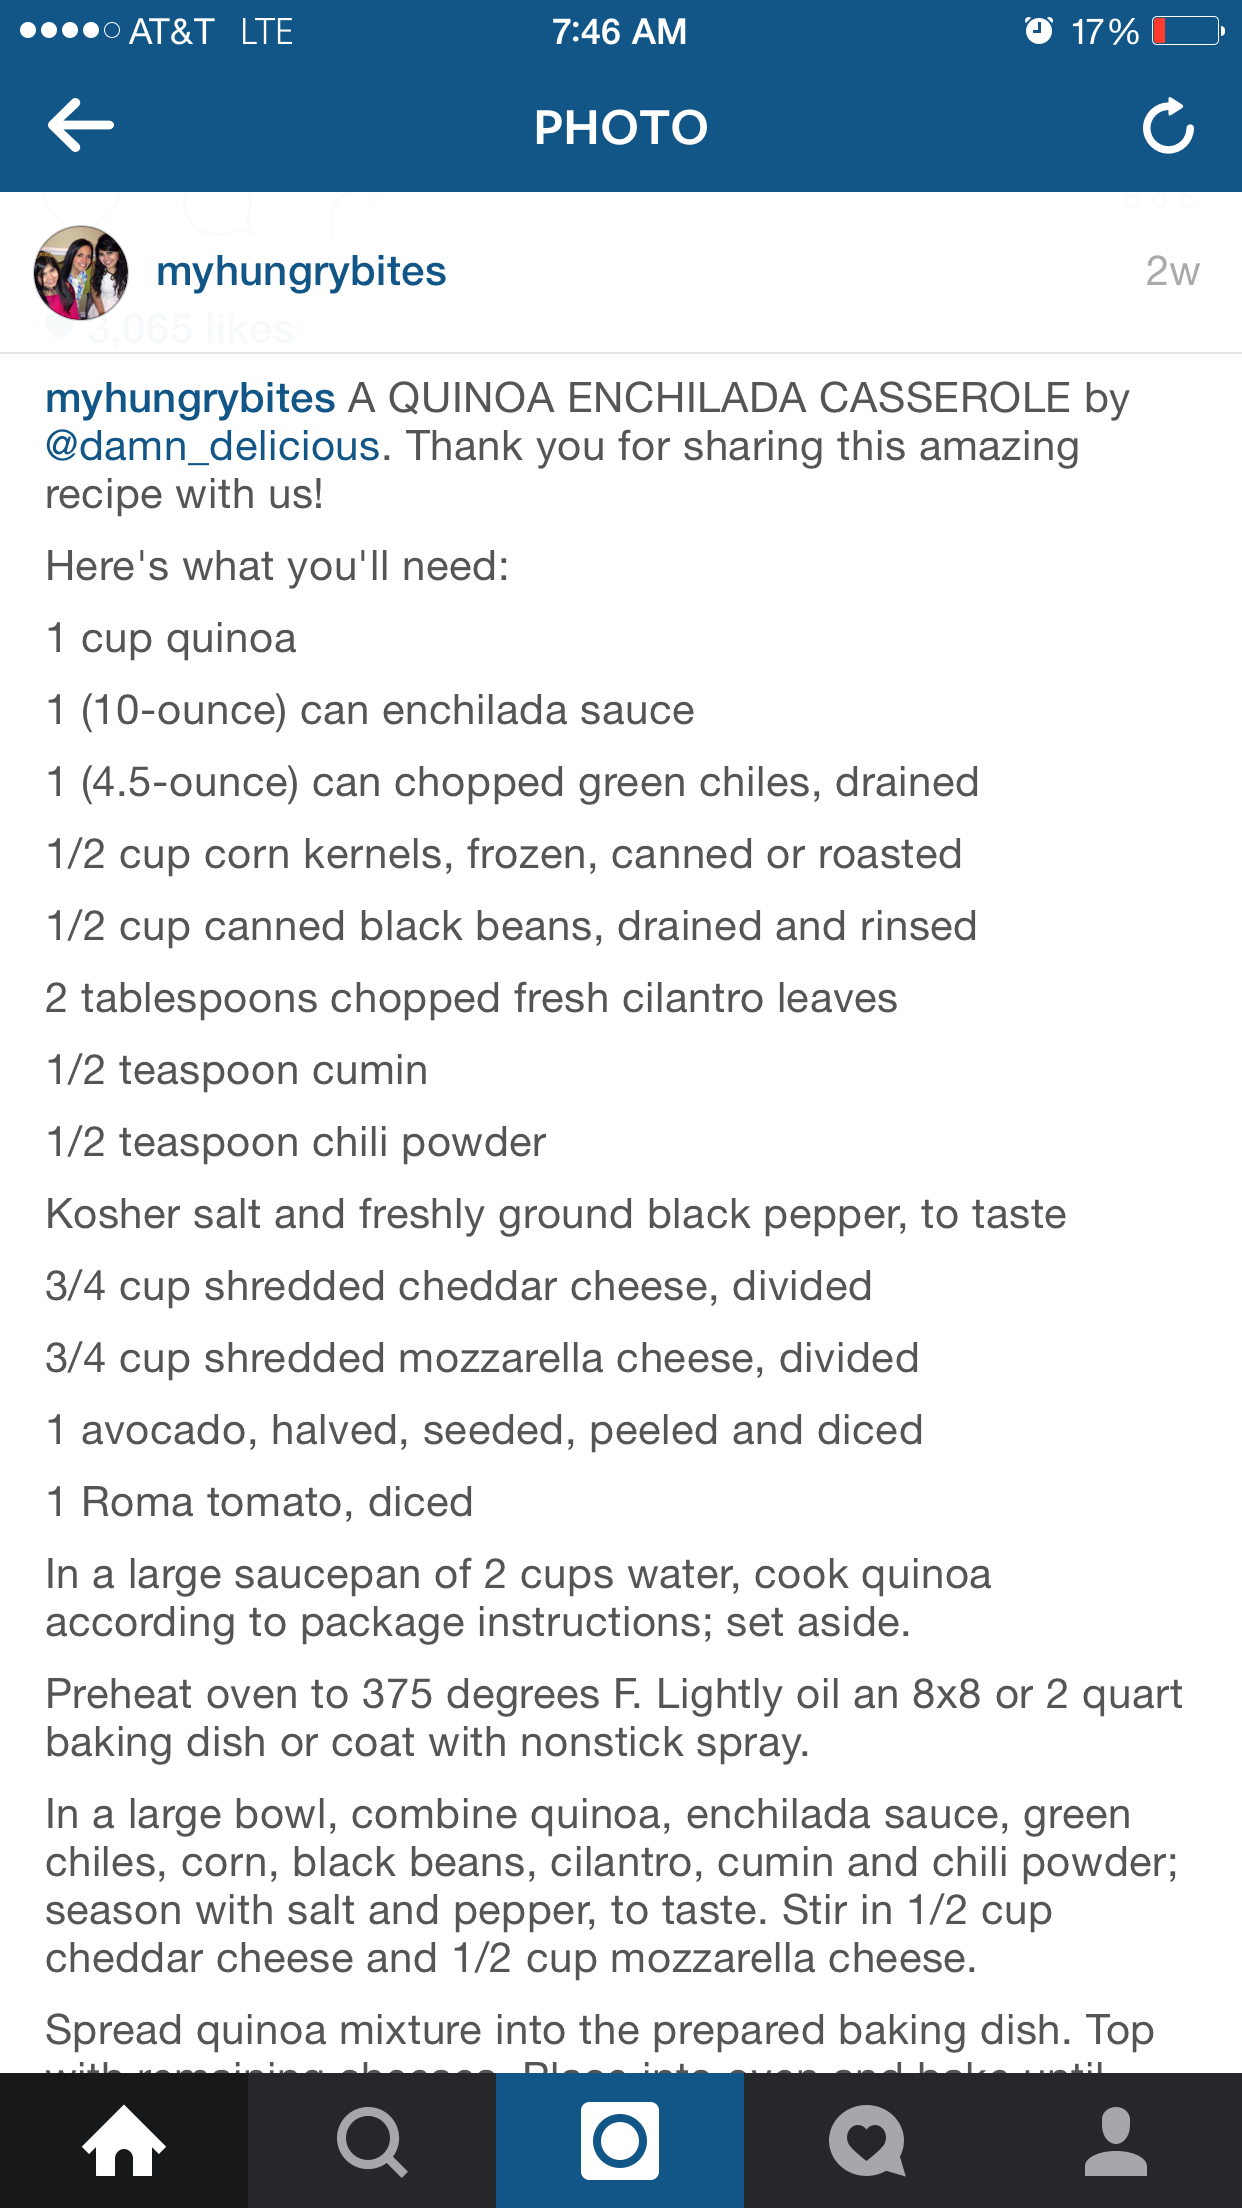 AT&T LTE 7:46 AM 17%
PHOTO
myhungrybites 2w
3,065 likes
myhungrybites A QUINOA ENCHILADA CASSEROLE by
@damn_delicious. Thank you for sharing this amazing
recipe with us!
Here's what you'll need:
1 cup quinoa
1 (10-ounce) can enchilada sauce
1 (4.5-ounce) can chopped green chiles, drained
1/2 cup corn kernels, frozen, canned or roasted
1/2 cup canned black beans, drained and rinsed
2 tablespoons chopped fresh cilantro leaves
1/2 teaspoon cumin
1/2 teaspoon chili powder
Kosher salt and freshly ground black pepper, to taste
3/4 cup shredded cheddar cheese, divided
3/4 cup shredded mozzarella cheese, divided
1 avocado, halved, seeded, peeled and diced
1 Roma tomato, diced
In a large saucepan of 2 cups water, cook quinoa
according to package instructions; set aside.
Preheat oven to 375 degrees F. Lightly oil an 8x8 or 2 quart
baking dish or coat with nonstick spray.
In a large bowl, combine quinoa, enchilada sauce, green
chiles, corn, black beans, cilantro, cumin and chili powder;
season with salt and pepper, to taste. Stir in 1/2 cup
cheddar cheese and 1/2 cup mozzarella cheese.
Spread quinoa mixture into the prepared baking dish. Top
with remaining cheeses. Place into oven and bake until